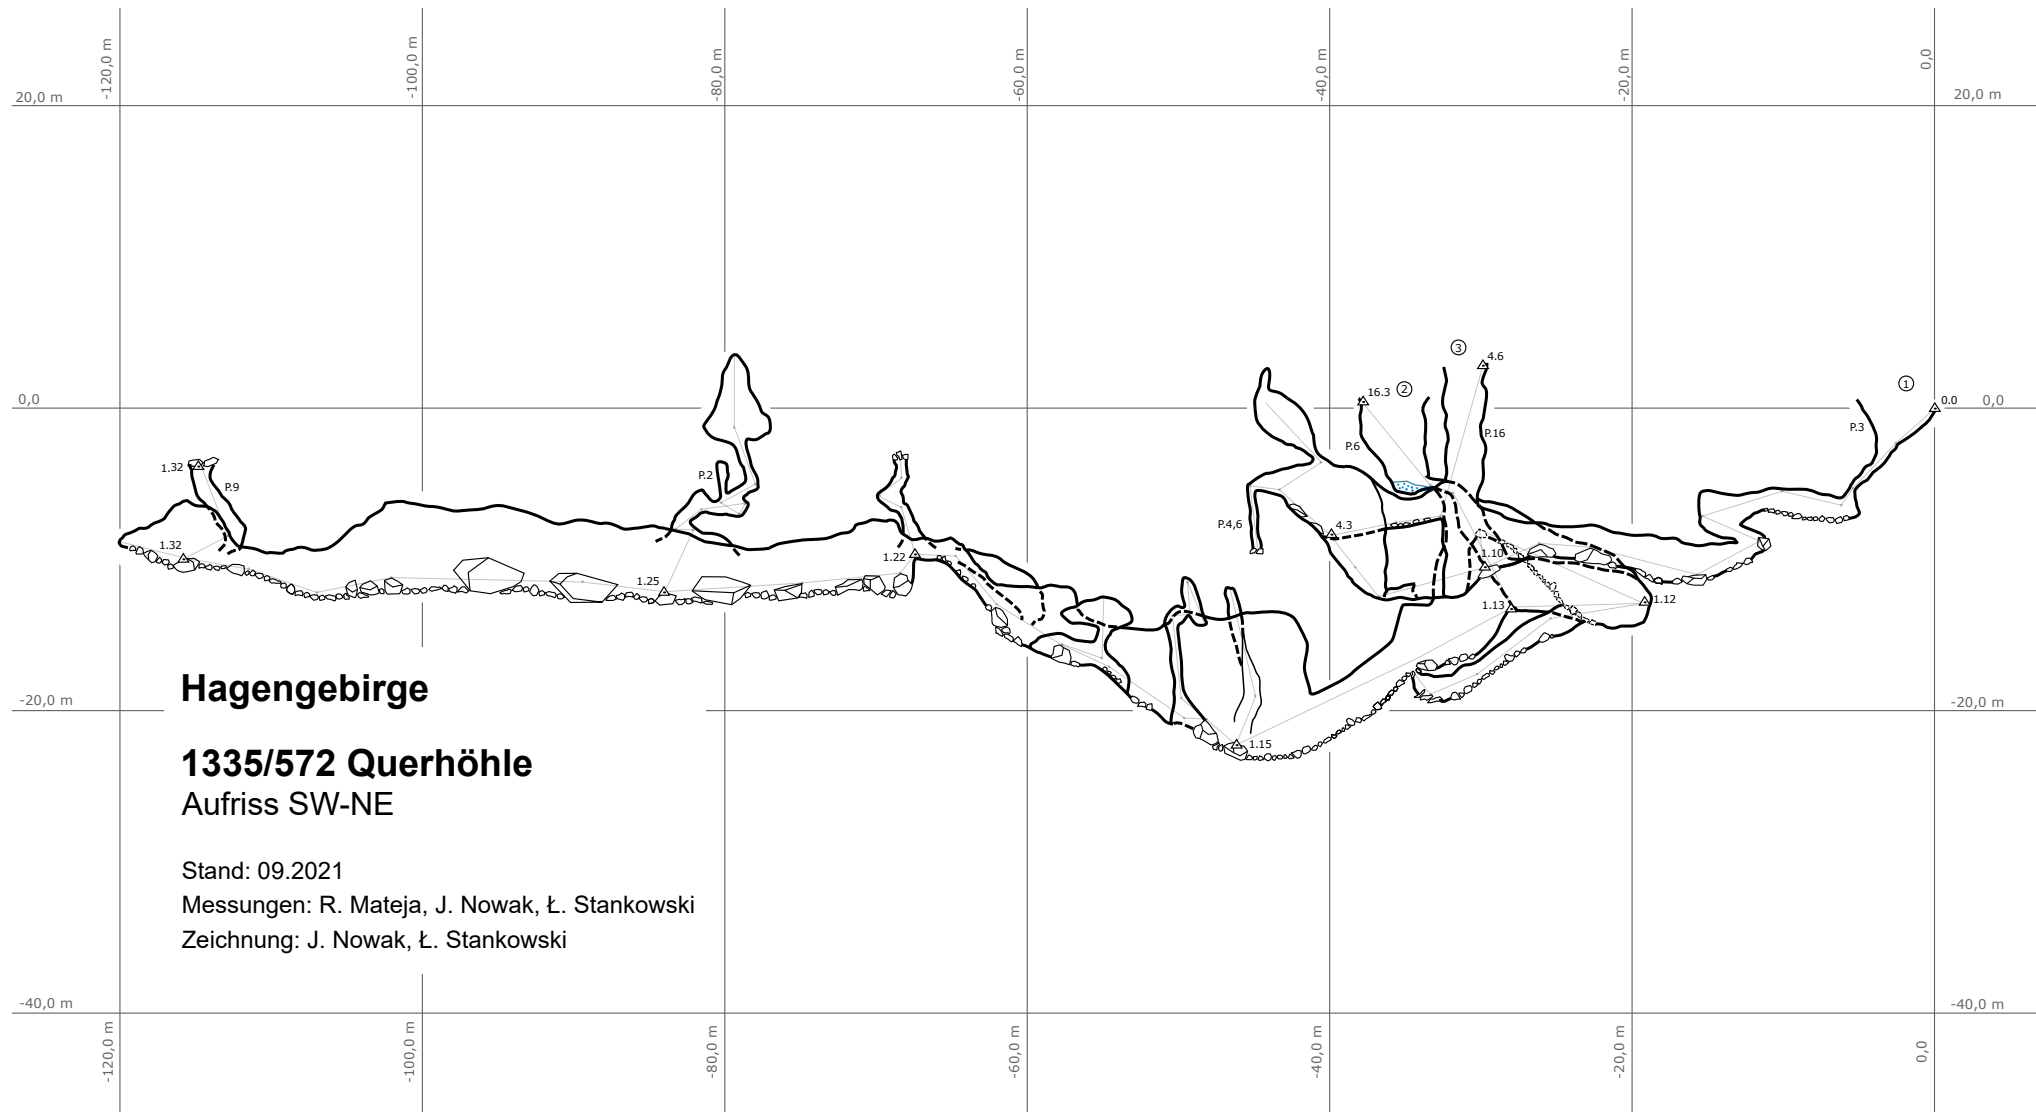 -120,0 m
-100,0 m
-80,0 m
-60,0 m
-40,0 m
-20,0 m
0,0
20,0 m
20,0 m
3
4.6
1
2
16.3
0.0
0,0
0,0
P.3
P.16
P.6
1.32
P.9
P.2
P.4,6
4.3
1.32
1.22
1.10
1.25
1.13
1.12
Hagengebirge
-20,0 m
-20,0 m
1.15
1335/572 Querhöhle
Aufriss SW-NE
Stand: 09.2021
Messungen: R. Mateja, J. Nowak, Ł. Stankowski
Zeichnung: J. Nowak, Ł. Stankowski
-40,0 m
-40,0 m
-120,0 m
-100,0 m
-80,0 m
-60,0 m
-40,0 m
-20,0 m
0,0